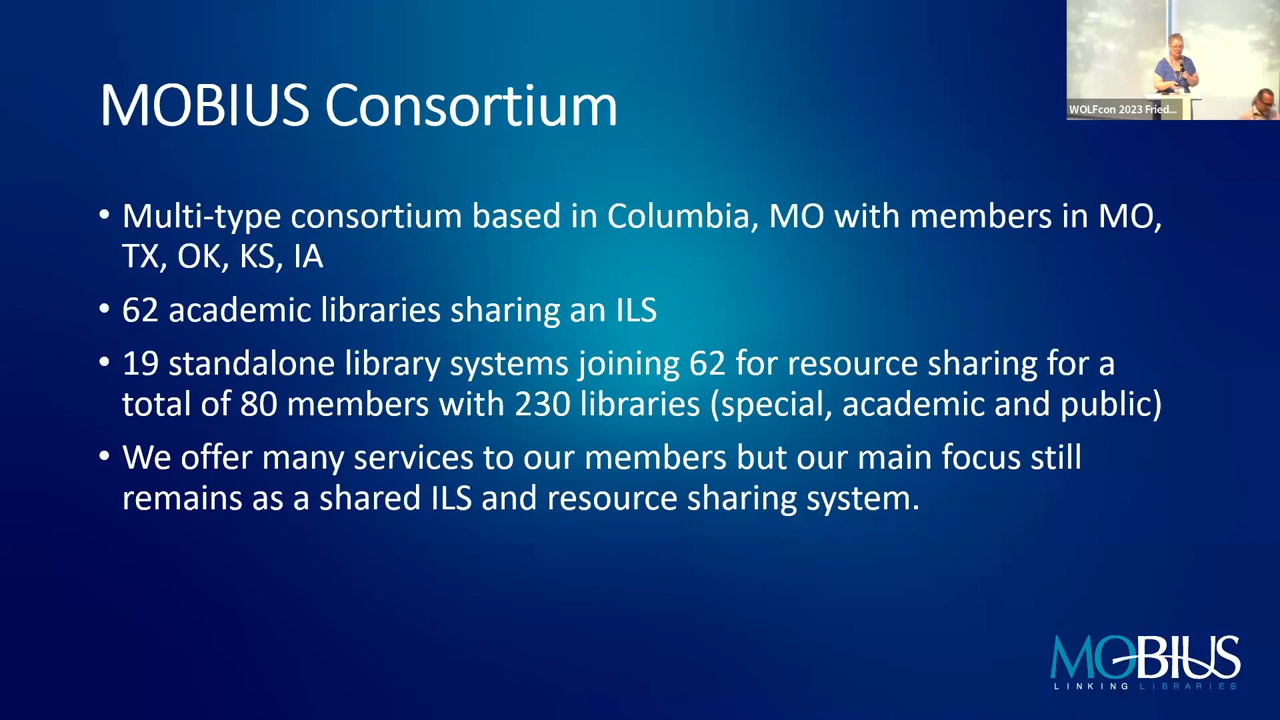 MOBIUS Consortium
WOLFcon 2023 Fried...
• Multi-type consortium based in Columbia, MO with members in MO,
TX, OK, KS, IA
• 62 academic libraries sharing an ILS
• 19 standalone library systems joining 62 for resource sharing for a
total of 80 members with 230 libraries (special, academic and public)
• We offer many services to our members but our main focus still
remains as a shared ILS and resource sharing system.
MOBIUS
LINKING LIBRARIES